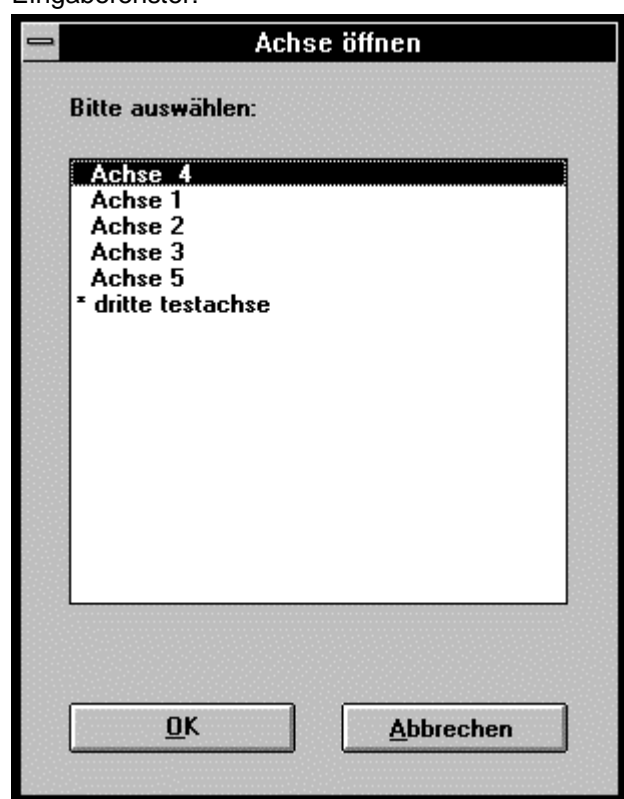 Eingabefenster:
Achse öffnen
Bitte auswählen:
Achse  4
Achse 1
Achse 2
Achse 3
Achse 5
* dritte testachse
OK
Abbrechen